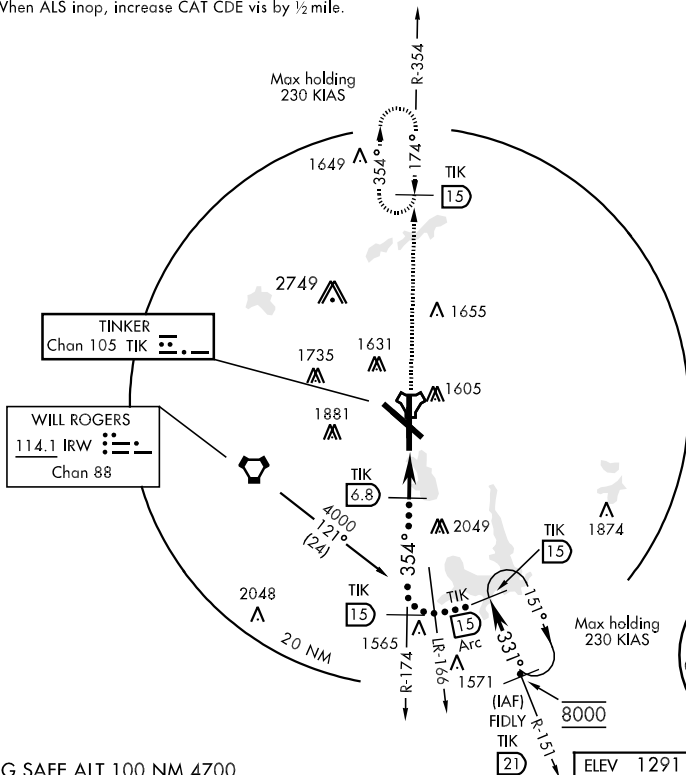 When ALS inop, increase CAT CDE vis by ½ mile.
R-354
Max holding
230 KIAS
1649
354°
174°
TIK
15
2749
1655
TINKER
Chan 105 TIK
1735
1631
1605
1881
WILL ROGERS
114.1 IRW
Chan 88
TIK
6.8
4000
121°
(24)
354°
2049
1874
TIK
15
TIK
15
TIK
15
Arc
151°
331°
2048
1565
20 NM
R-174
LR-166
1571
Max holding
230 KIAS
(IAF)
FIDLY
TIK
21
8000
R-151
G SAFE ALT 100 NM 4700
ELEV 1291